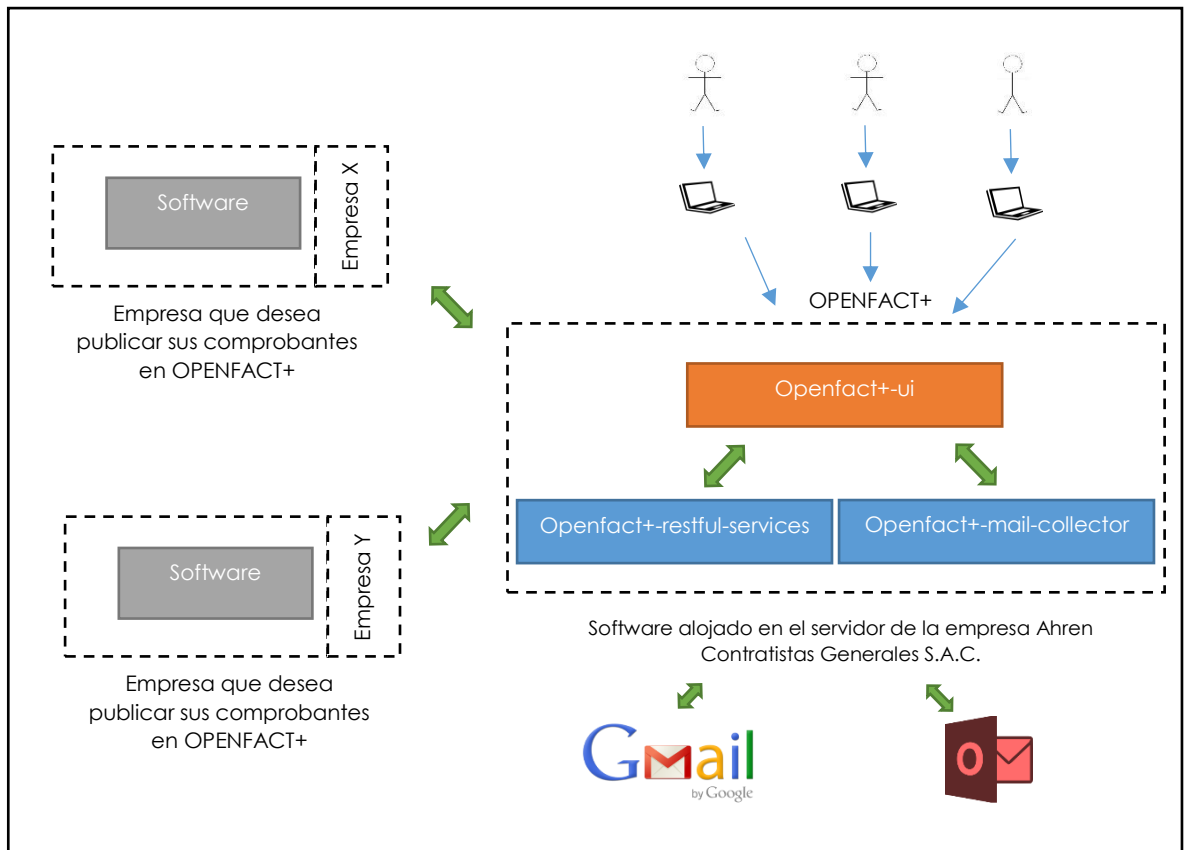 Software
Empresa X
Empresa que desea
publicar sus comprobantes
en OPENFACT+
OPENFACT+
Openfact+-ui
Openfact+-restful-services
Openfact+-mail-collector
Software
Empresa Y
Empresa que desea
publicar sus comprobantes
en OPENFACT+
Software alojado en el servidor de la empresa Ahren
Contratistas Generales S.A.C.
Gmail
by Google
O